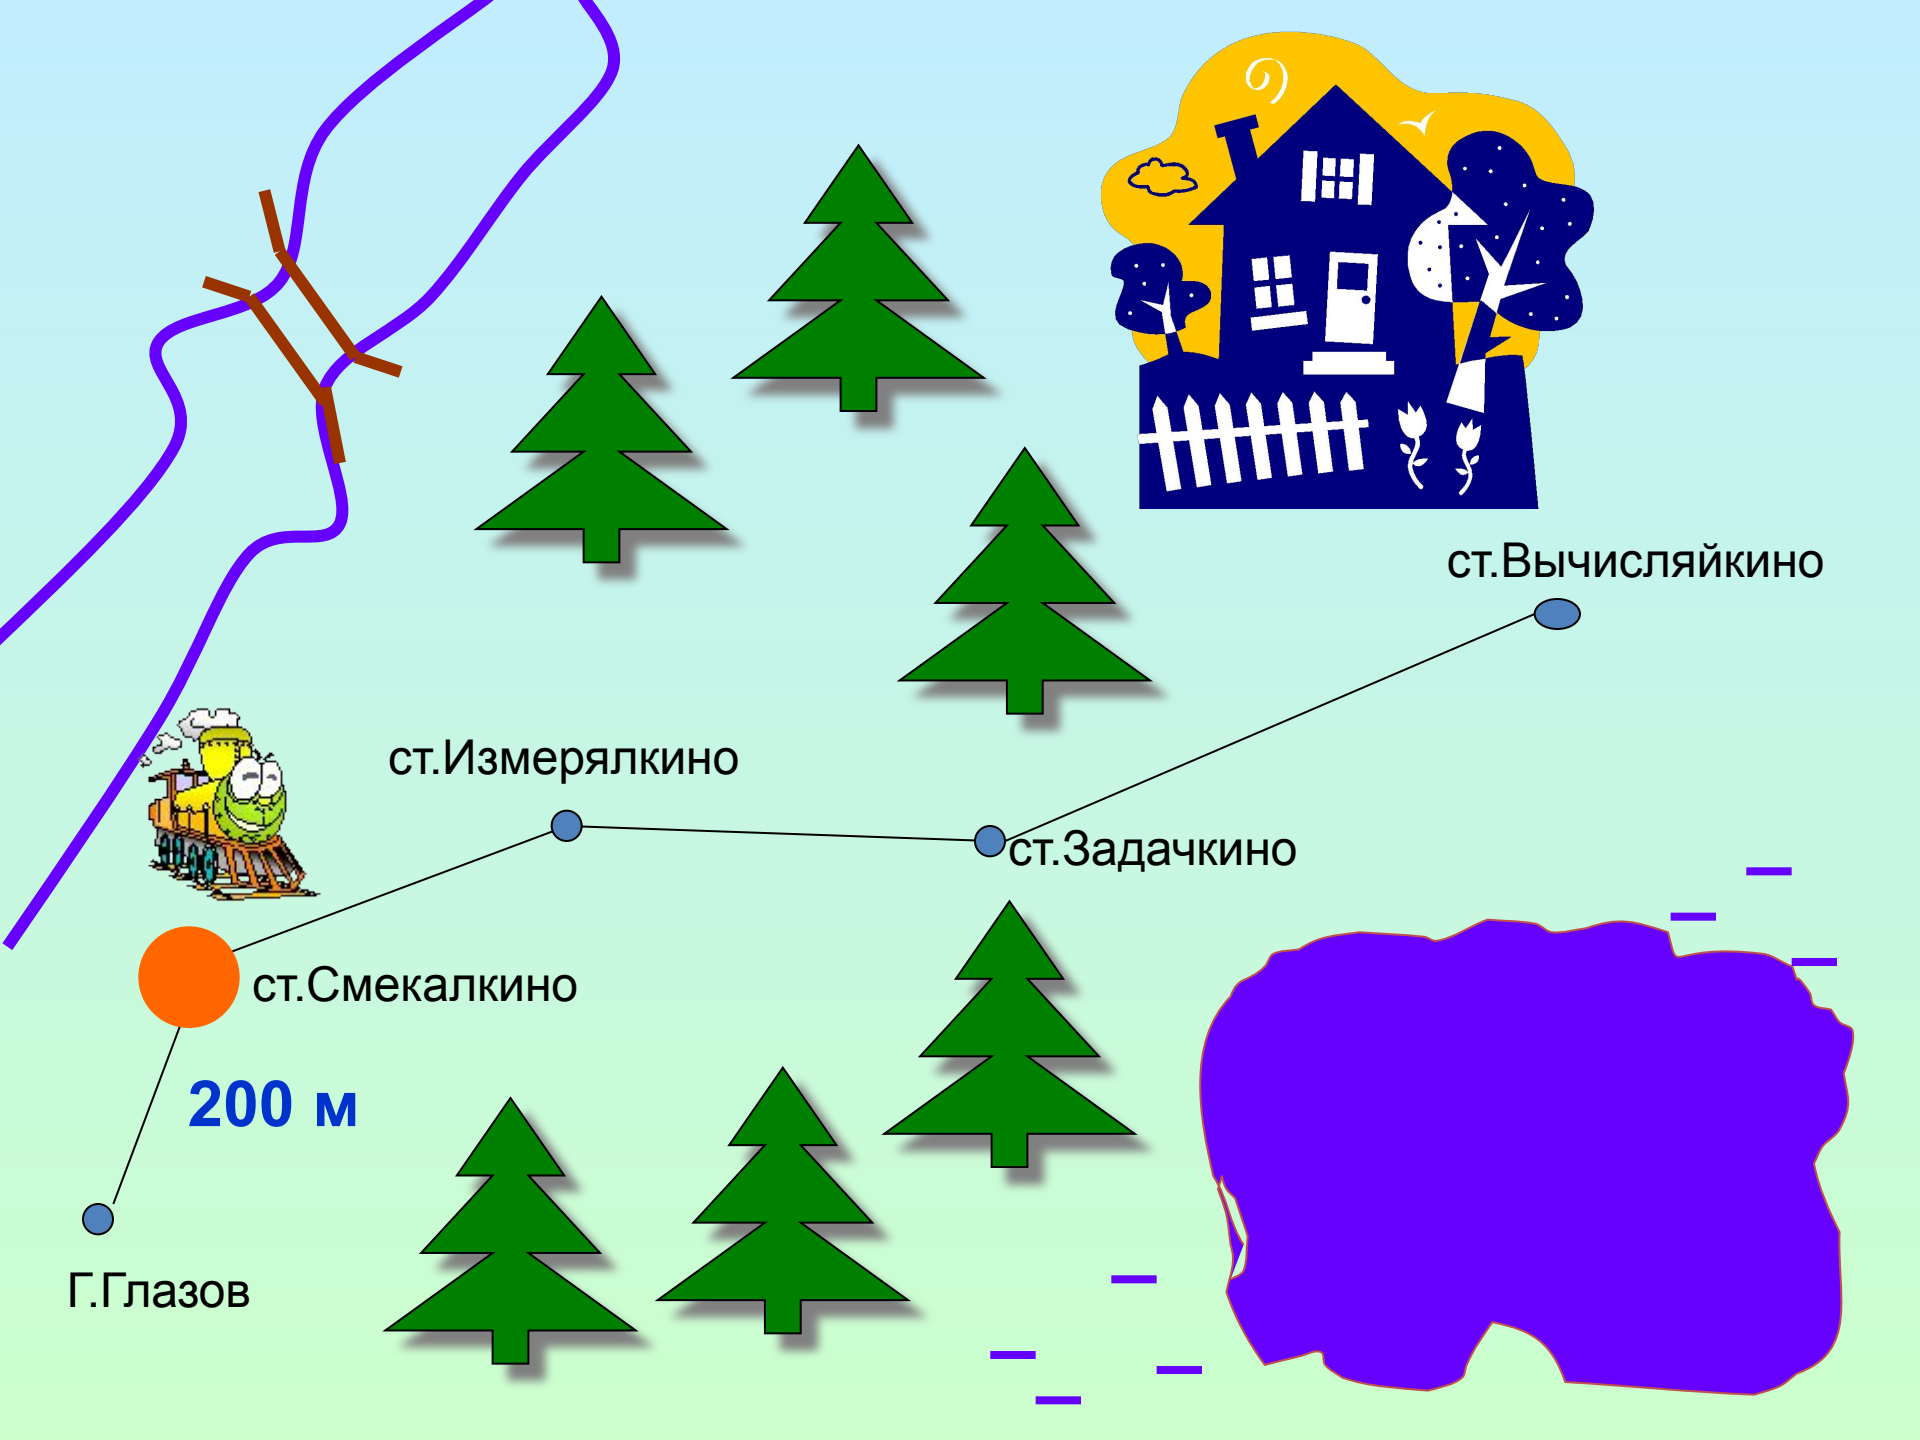 ст.Вычисляйкино
ст.Измерялкино
ст.Задачкино
ст.Смекалкино
200 м
Г.Глазов